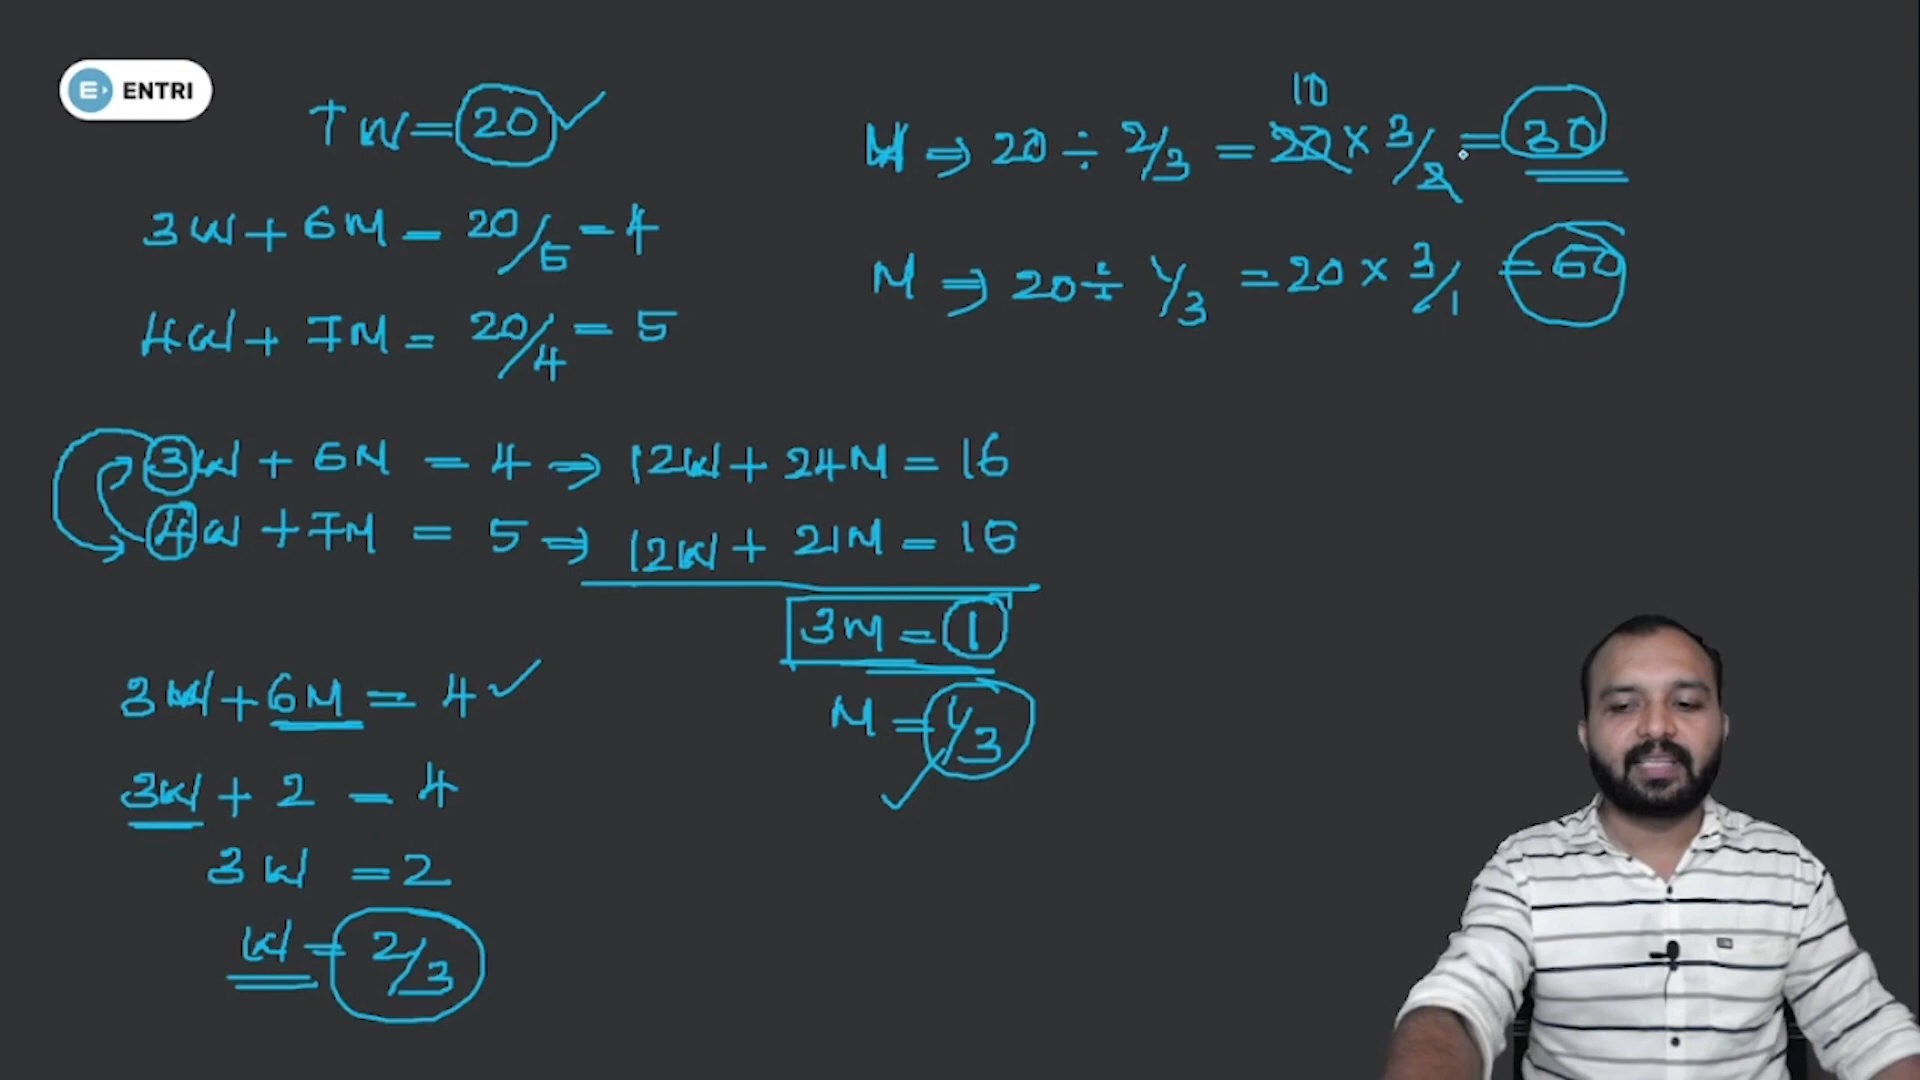 ENTRI
TW = 20 ✓
3W + 6M = 20/5 = 4
4W + 7M = 20/4 = 5
3W + 6M = 4 ⇒ 12W + 24M = 16
4W + 7M = 5 ⇒ 12W + 21M = 15
3M = 1
M = 1/3 ✓
3W + 6M = 4 ✓
3W + 2 = 4
3W = 2
W = 2/3
W ⇒ 20 ÷ 2/3 = 20 × 3/2 = 30
10
M ⇒ 20 ÷ 1/3 = 20 × 3/1 = 60